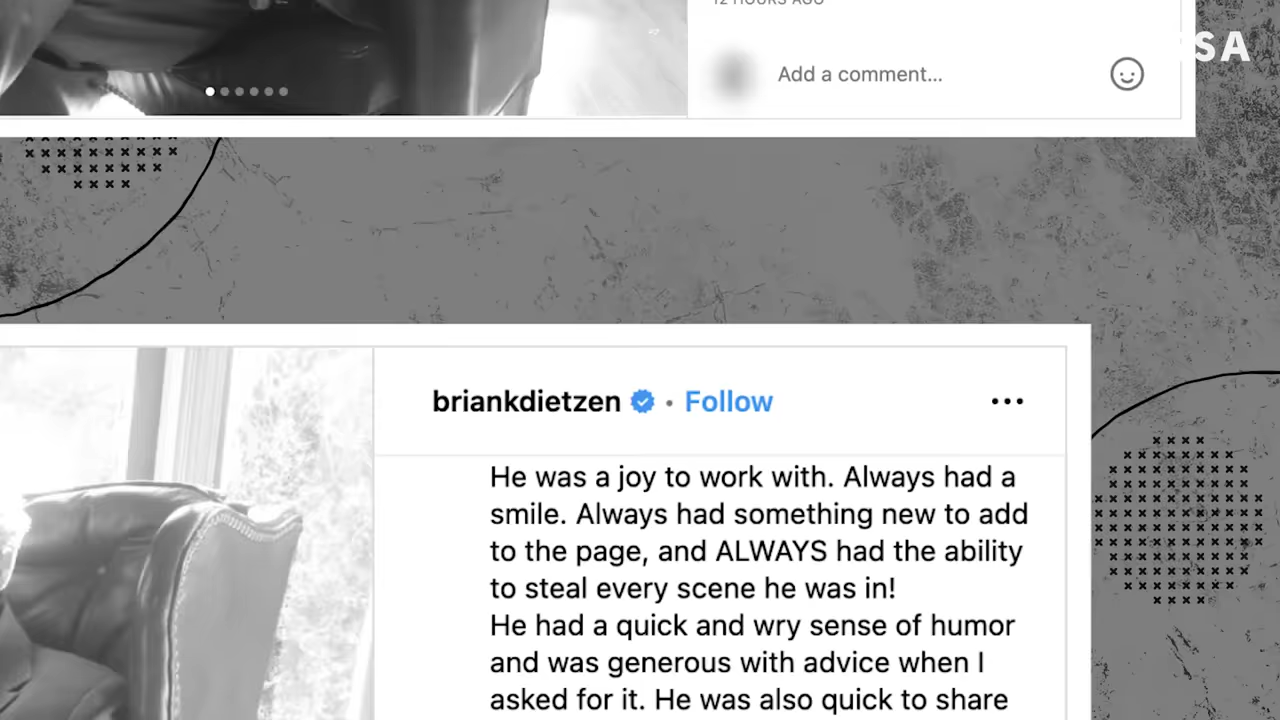 12 HOURS AGO
SA
Add a comment...
briankdietzen • Follow
He was a joy to work with. Always had a
smile. Always had something new to add
to the page, and ALWAYS had the ability
to steal every scene he was in!
He had a quick and wry sense of humor
and was generous with advice when I
asked for it. He was also quick to share